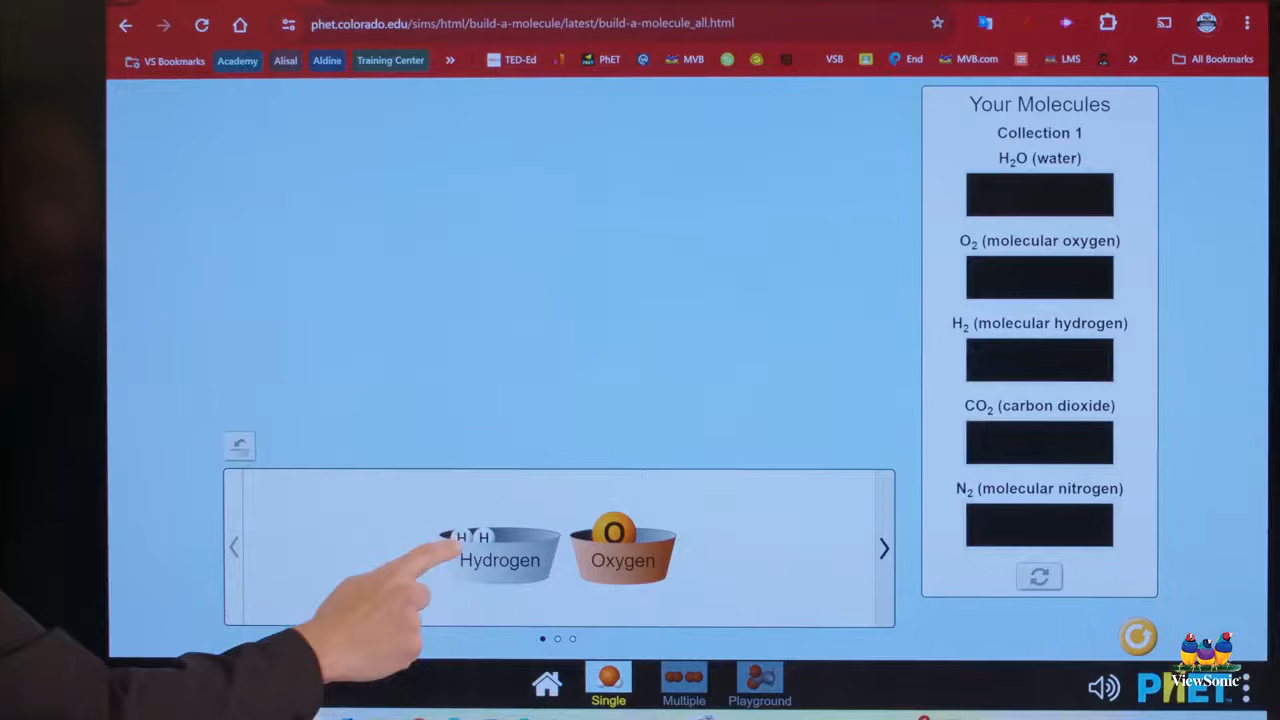 phet.colorado.edu/sims/html/build-a-molecule/latest/build-a-molecule_all.html
VS Bookmarks Academy Alisal Aldine Training Center » TED-Ed PhET MVB VSB End MVB.com LMS » All Bookmarks
Your Molecules
Collection 1
H₂O (water)
O₂ (molecular oxygen)
H₂ (molecular hydrogen)
CO₂ (carbon dioxide)
N₂ (molecular nitrogen)
H H O
Hydrogen Oxygen
Single Multiple Playground
PhET
ViewSonic